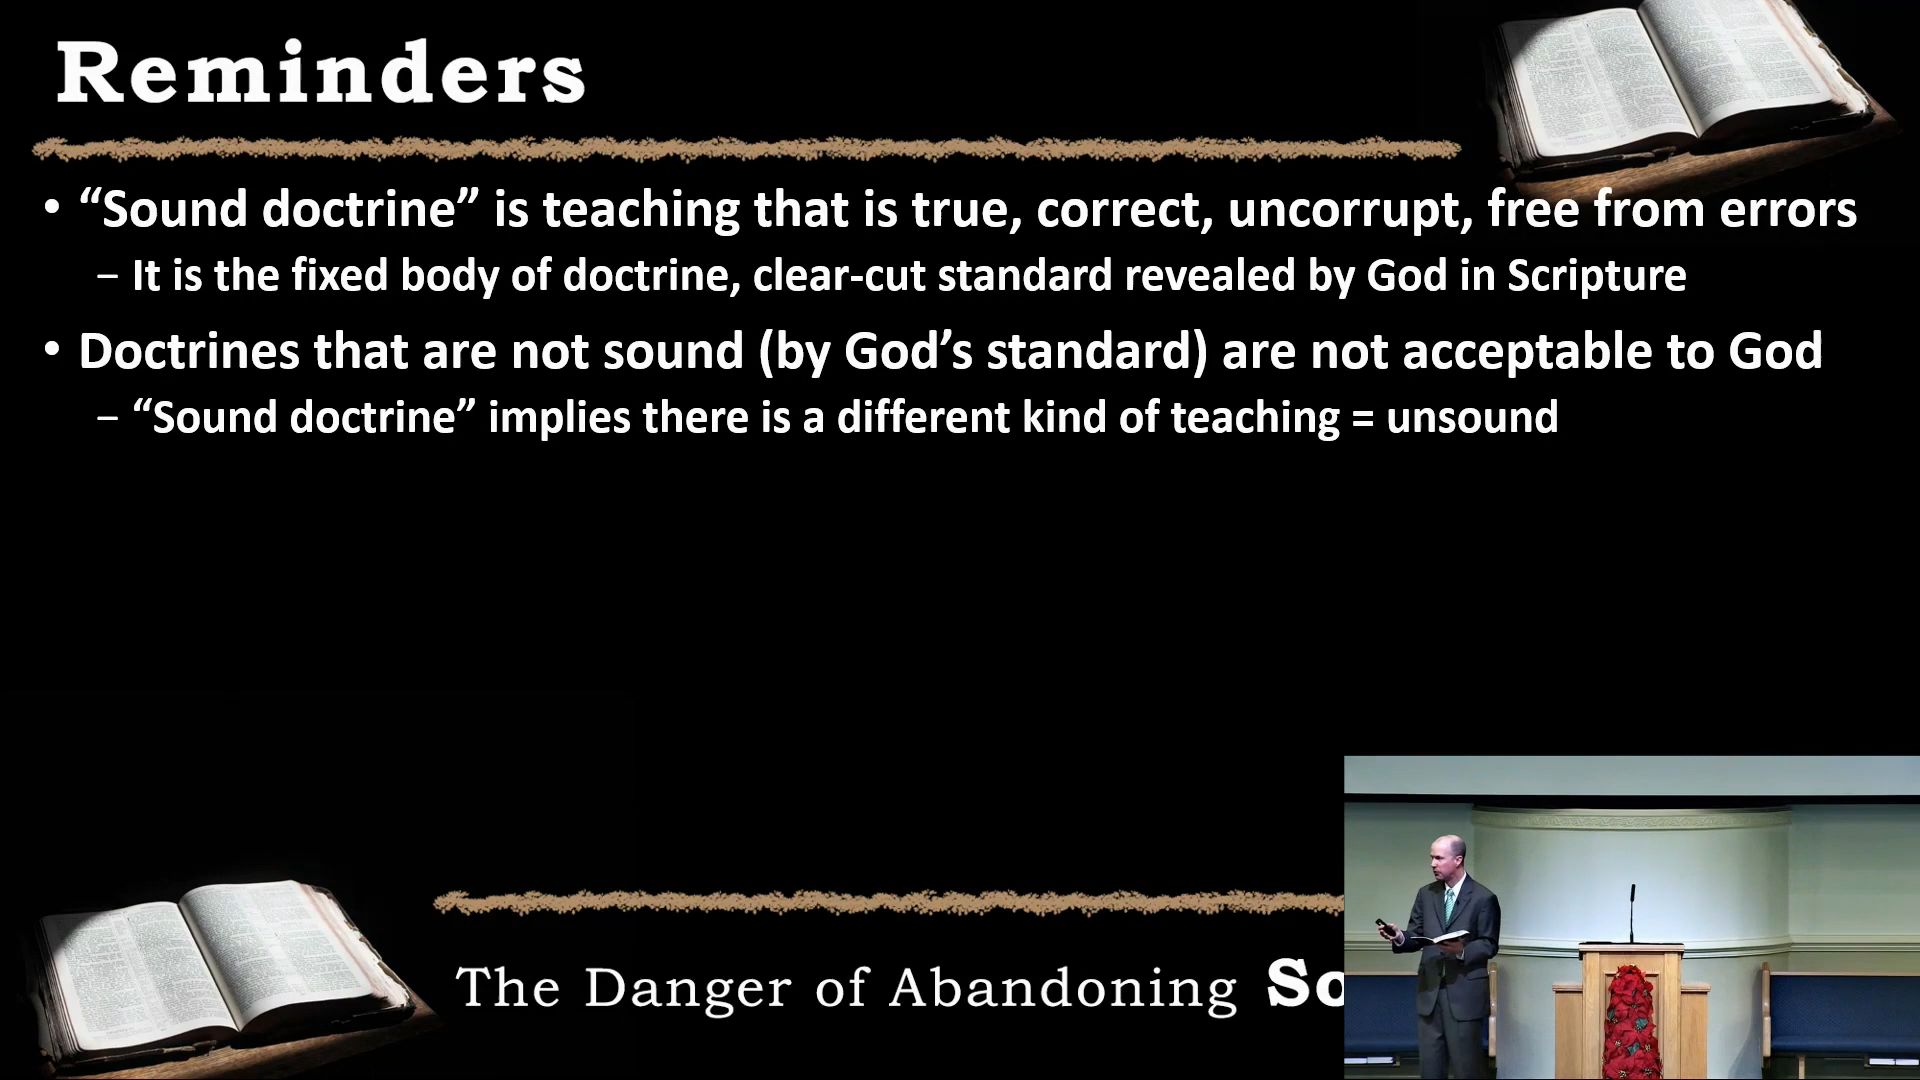 Reminders
• “Sound doctrine” is teaching that is true, correct, uncorrupt, free from errors
– It is the fixed body of doctrine, clear-cut standard revealed by God in Scripture
• Doctrines that are not sound (by God’s standard) are not acceptable to God
– “Sound doctrine” implies there is a different kind of teaching = unsound
The Danger of Abandoning So